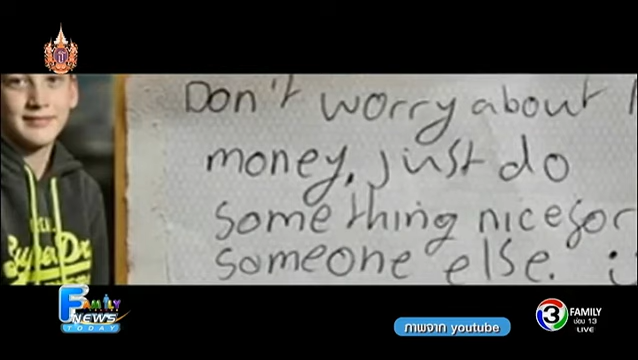 Don't worry about
money, just do
something nice for
someone else.
SuperDry
FAMILY
NEWS
TODAY
ภาพจาก youtube
3
FAMILY
ช่อง 13
LIVE